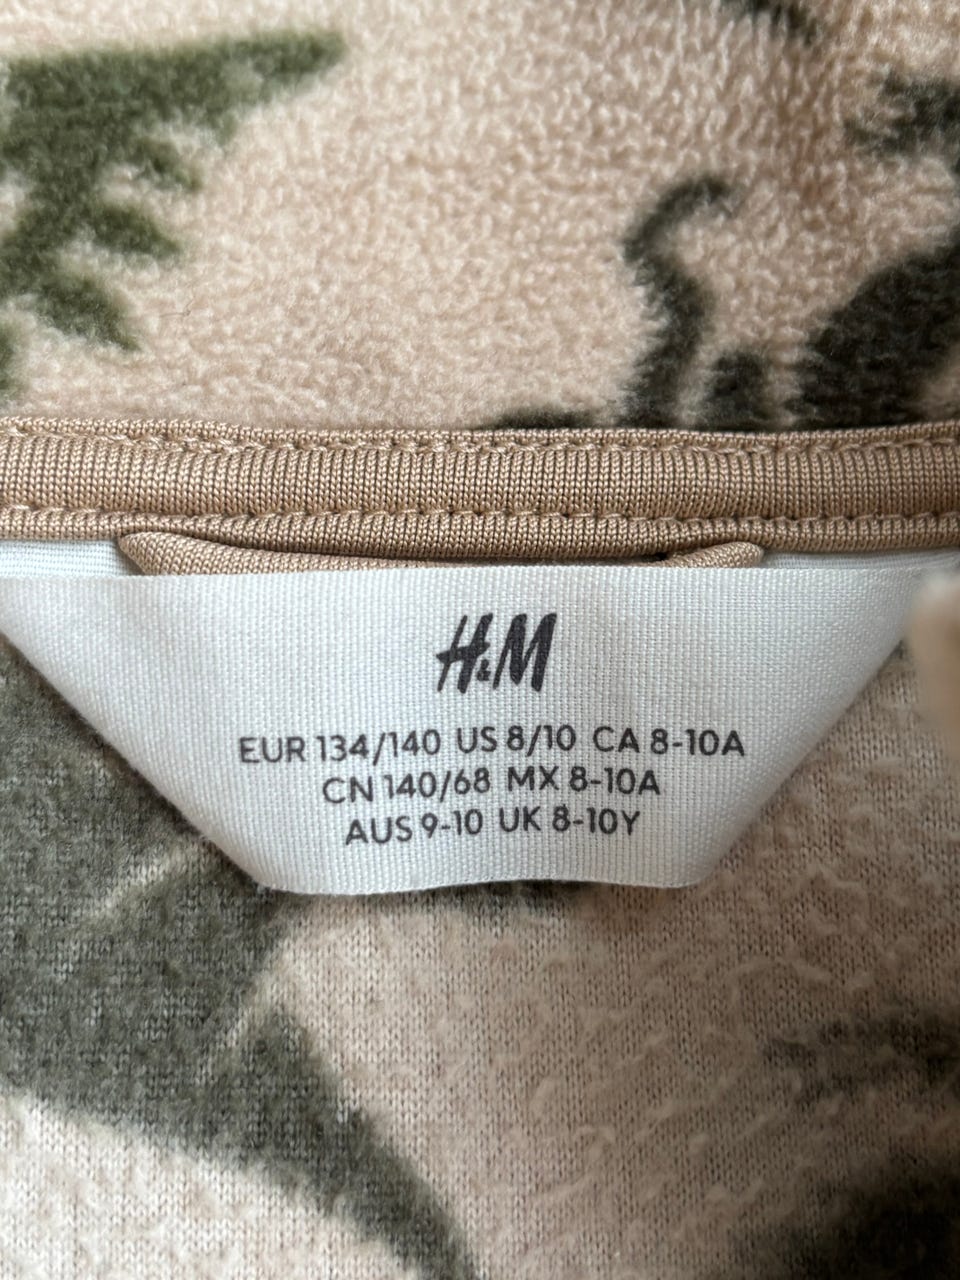 H&M
EUR 134/140 US 8/10 CA 8-10A
CN 140/68 MX 8-10A
AUS 9-10 UK 8-10Y